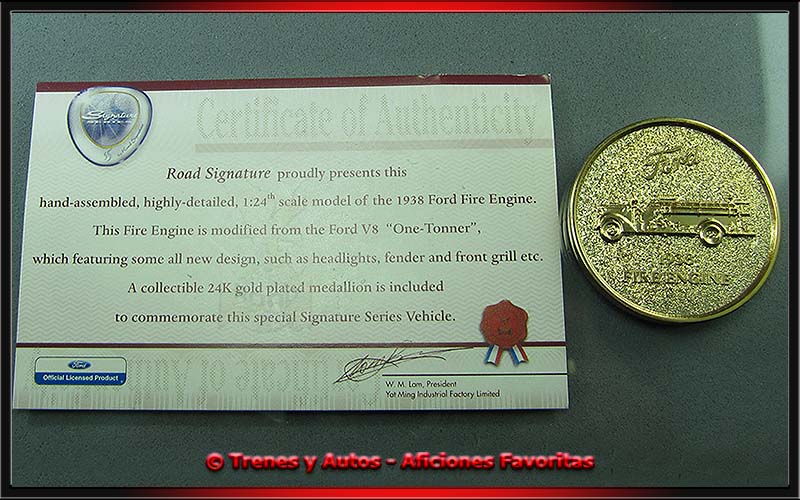 Signature
SERIES
Certificate of Authenticity
Road Signature proudly presents this
hand-assembled, highly-detailed, 1:24th scale model of the 1938 Ford Fire Engine.
This Fire Engine is modified from the Ford V8 “One-Tonner”,
which featuring some all new design, such as headlights, fender and front grill etc.
A collectible 24K gold plated medallion is included
to commemorate this special Signature Series Vehicle.
Ford
Official Licensed Product
W. M. Lam, President
Yat Ming Industrial Factory Limited
Ford
1938
FIRE ENGINE
© Trenes y Autos - Aficiones Favoritas